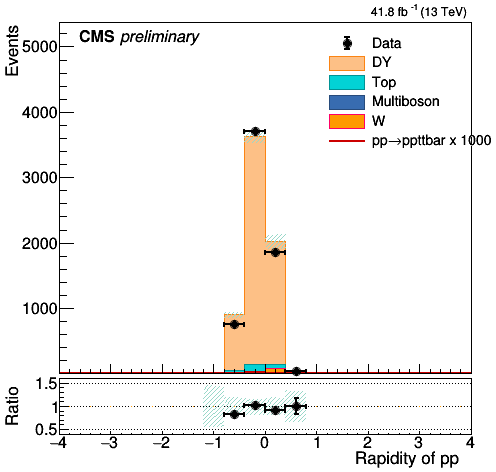 41.8 fb⁻¹ (13 TeV)
CMS preliminary
Events
5000
4000
3000
2000
1000
Data
DY
Top
Multiboson
W
pp→ppttbar x 1000
Ratio
1.5
1
0.5
−4 −3 −2 −1 0 1 2 3 4
Rapidity of pp